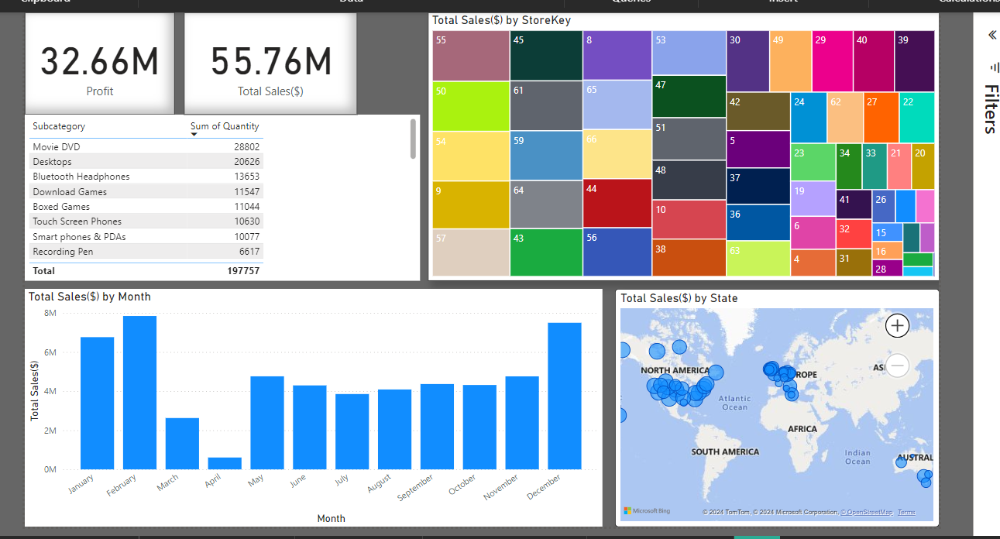 Clipboard Data Queries Insert Calculations
32.66M
Profit
55.76M
Total Sales($)
Subcategory Sum of Quantity
Movie DVD 28802
Desktops 20626
Bluetooth Headphones 13653
Download Games 11547
Boxed Games 11044
Touch Screen Phones 10630
Smart phones & PDAs 10077
Recording Pen 6617
Total 197757
Total Sales($) by StoreKey
55 45 8 53 30 49 29 40 39
50 61 65 47 42 24 62 27 22
54 59 66 51 5 23 34 33 21 20
9 64 44 48 37 19 41 26
57 43 56 10 36 6 32 15
38 63 4 31 16
28
Filters
Total Sales($) by Month
Total Sales($)
8M
6M
4M
2M
0M
January February March April May June July August September October November December
Month
Total Sales($) by State
NORTH AMERICA
ROPE
ASI
Atlantic
Ocean
AFRICA
SOUTH AMERICA
Indian
Ocean
AUSTRAL
Microsoft Bing
© 2024 TomTom, © 2024 Microsoft Corporation, © OpenStreetMap Terms